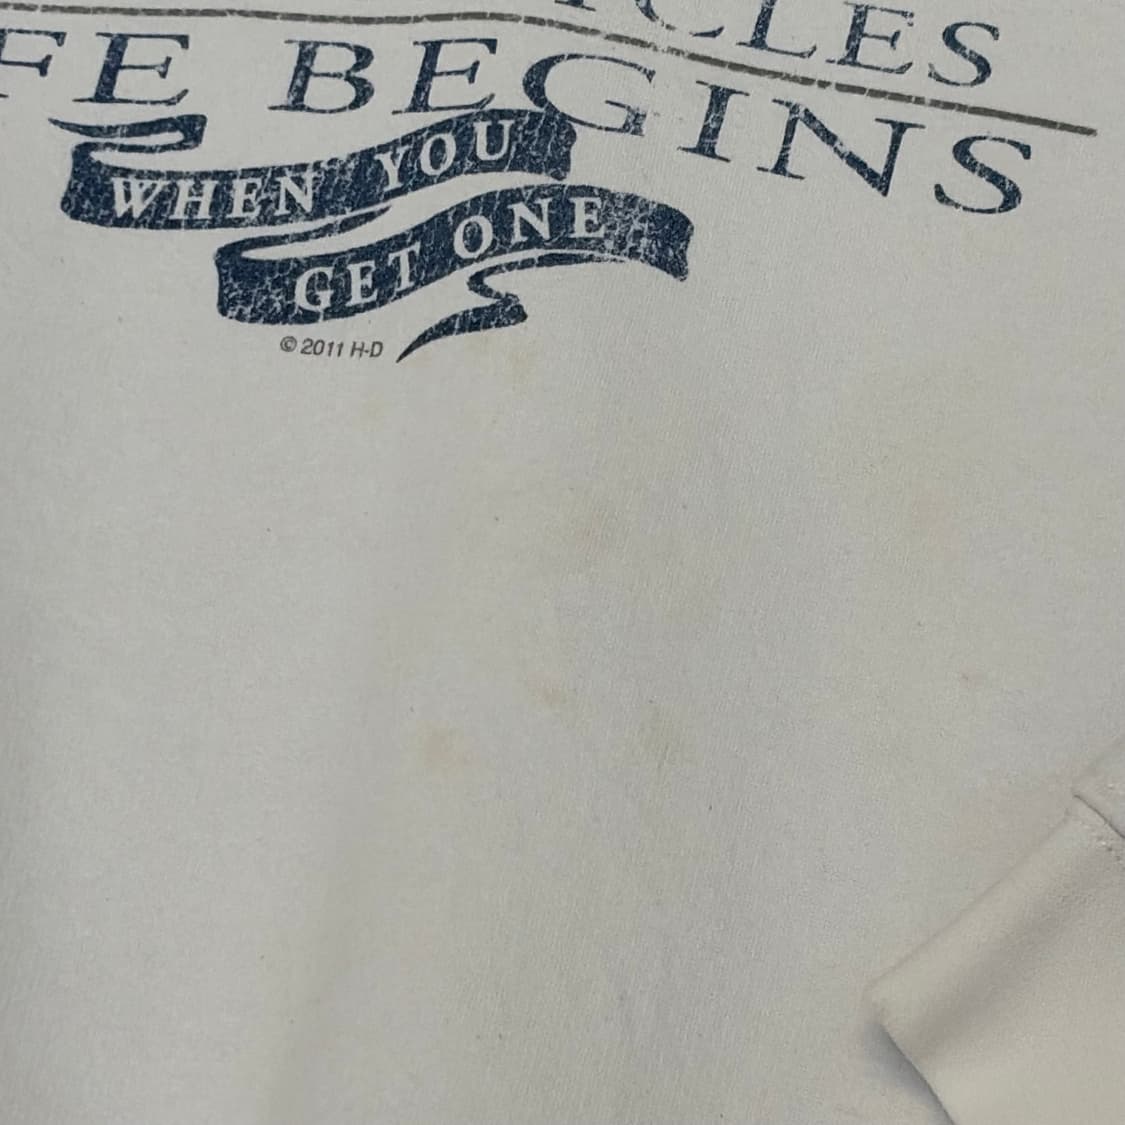 CLES
FE BEGINS
WHEN YOU
GET ONE
© 2011 H-D